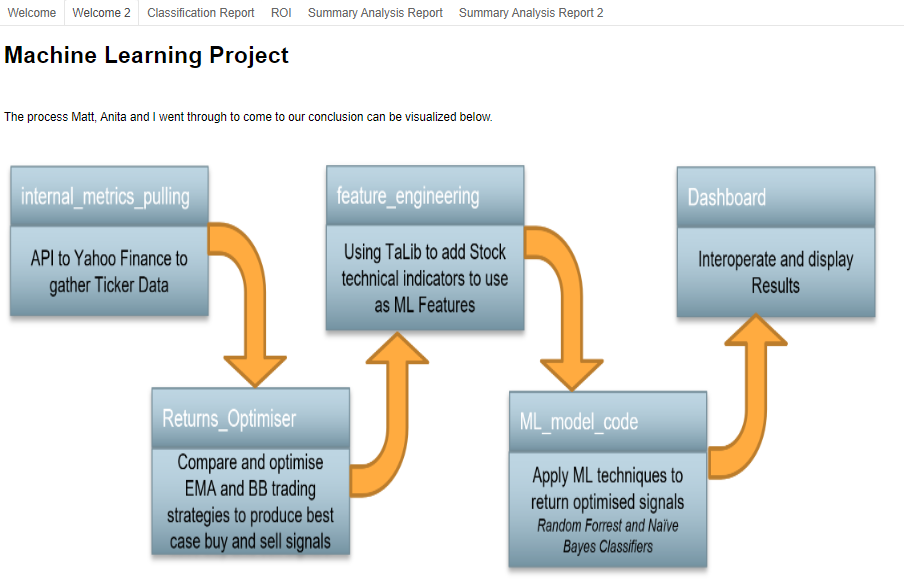 Welcome Welcome 2 Classification Report ROI Summary Analysis Report Summary Analysis Report 2
Machine Learning Project
The process Matt, Anita and I went through to come to our conclusion can be visualized below.
internal_metrics_pulling
API to Yahoo Finance to
gather Ticker Data
Returns_Optimiser
Compare and optimise
EMA and BB trading
strategies to produce best
case buy and sell signals
feature_engineering
Using TaLib to add Stock
technical indicators to use
as ML Features
ML_model_code
Apply ML techniques to
return optimised signals
Random Forrest and Naïve
Bayes Classifiers
Dashboard
Interoperate and display
Results